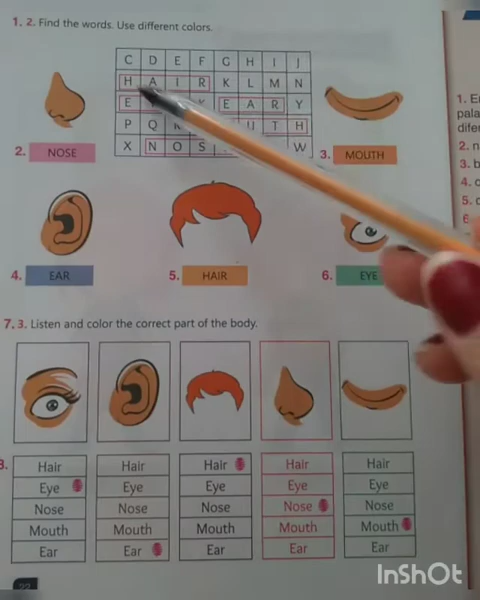 1. 2. Find the words. Use different colors.
C D E F G H I J
H A I R K L M N
E E A R Y
P Q U T H
X N O S W
2. NOSE
3. MOUTH
4. EAR
5. HAIR
6. EYE
7. 3. Listen and color the correct part of the body.
8.
Hair Hair Hair Hair Hair
Eye Eye Eye Eye Eye
Nose Nose Nose Nose Nose
Mouth Mouth Mouth Mouth Mouth
Ear Ear Ear Ear Ear
1.
pala
2. n
3. b
4.
5.
6
22
InShOt